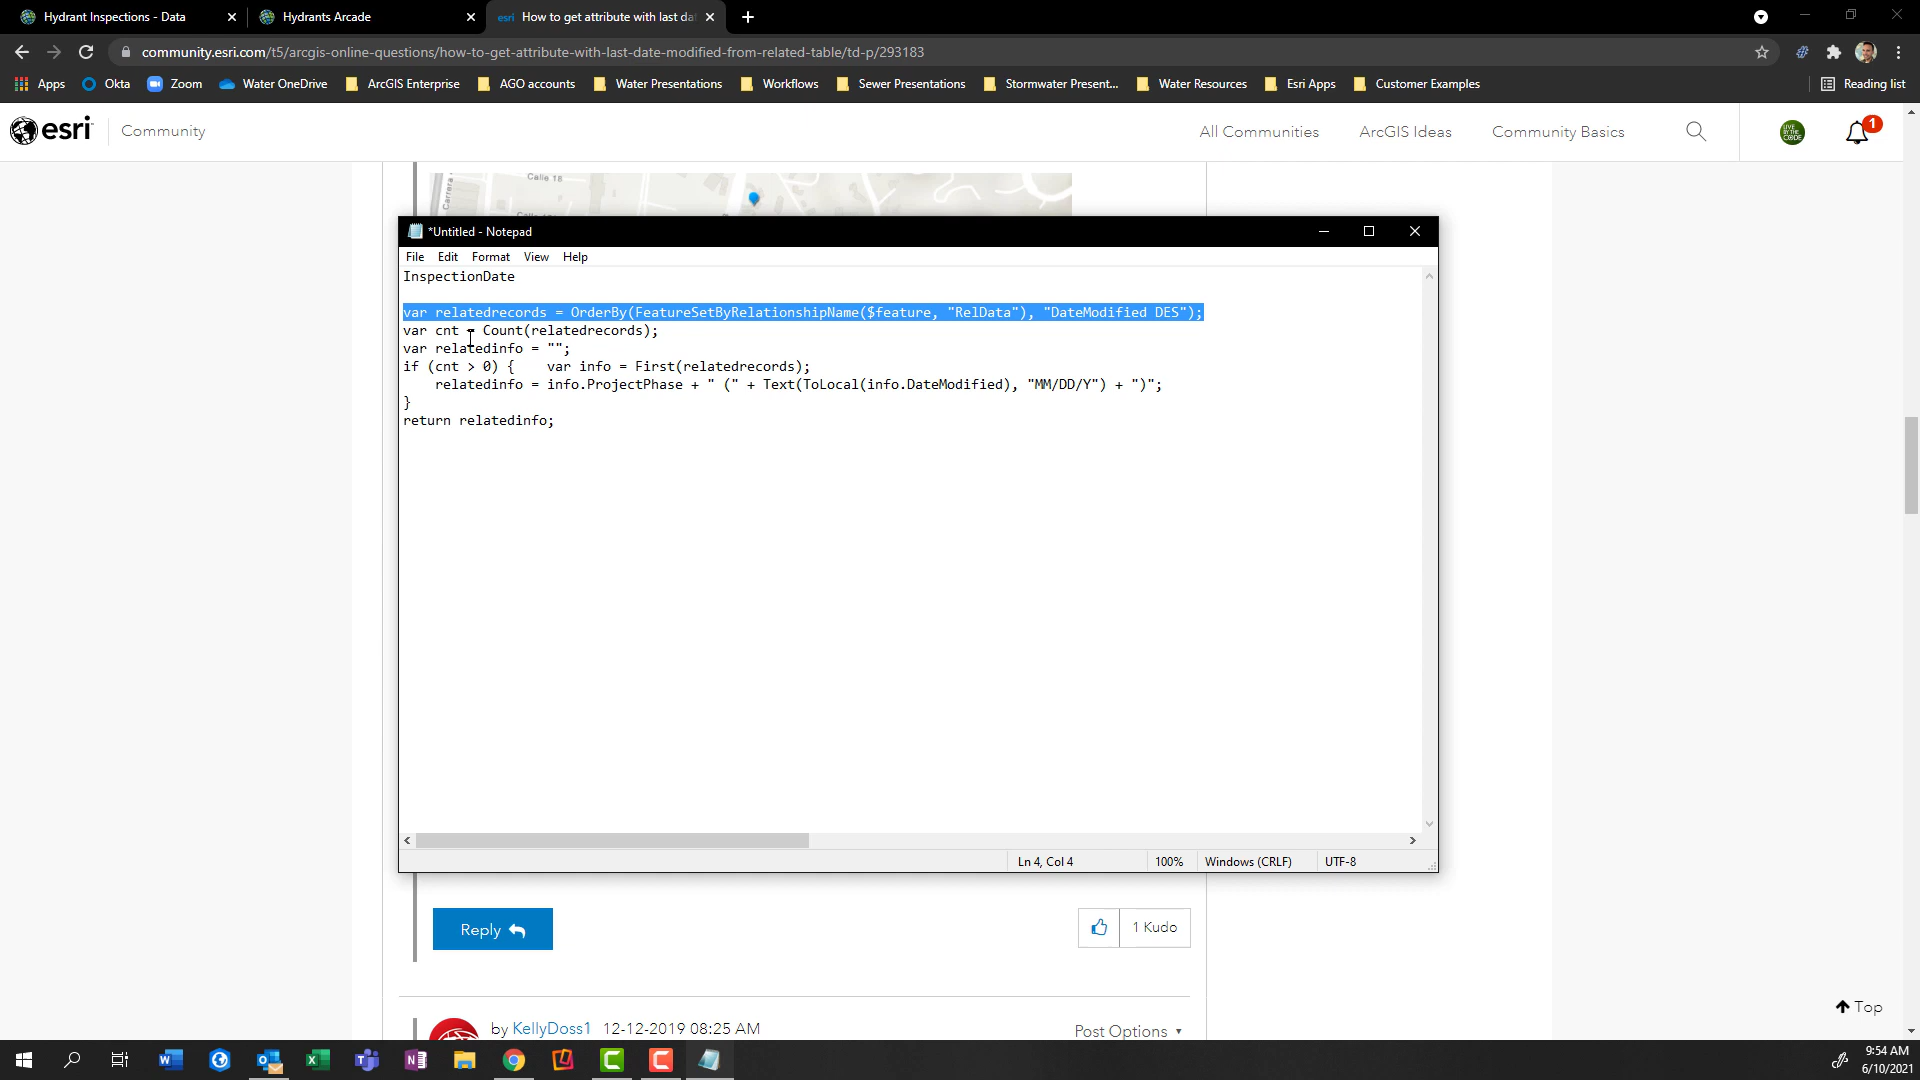 Hydrant Inspections - Data
Hydrants Arcade
esri How to get attribute with last da
community.esri.com/t5/arcgis-online-questions/how-to-get-attribute-with-last-date-modified-from-related-table/td-p/293183
Apps Okta Zoom Water OneDrive ArcGIS Enterprise AGO accounts Water Presentations Workflows Sewer Presentations Stormwater Present... Water Resources Esri Apps Customer Examples Reading list
esri Community All Communities ArcGIS Ideas Community Basics 1
Carrera
Calle 18
*Untitled - Notepad
File Edit Format View Help
InspectionDate
var relatedrecords = OrderBy(FeatureSetByRelationshipName($feature, "RelData"), "DateModified DES");
var cnt = Count(relatedrecords);
var relatedinfo = "";
if (cnt > 0) {    var info = First(relatedrecords);
    relatedinfo = info.ProjectPhase + " (" + Text(ToLocal(info.DateModified), "MM/DD/Y") + ")";
}
return relatedinfo;
Ln 4, Col 4 100% Windows (CRLF) UTF-8
Reply 1 Kudo
Top
by KellyDoss1 12-12-2019 08:25 AM Post Options
9:54 AM
6/10/2021